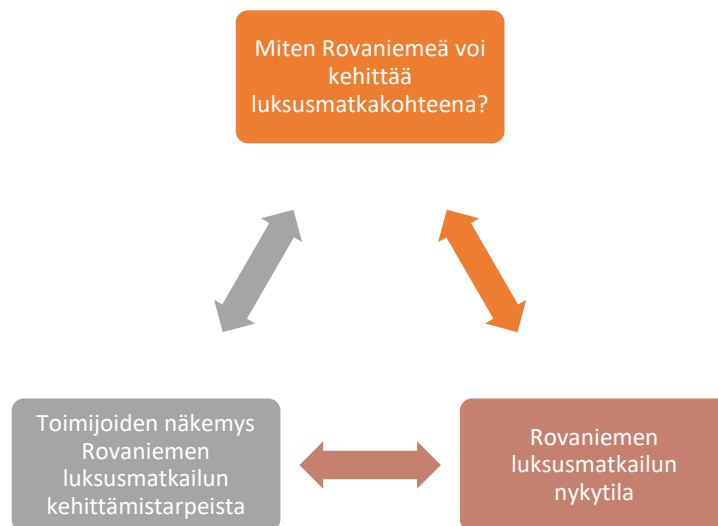 Miten Rovaniemeä voi
kehittää
luksusmatkakohteena?
Toimijoiden näkemys
Rovaniemen
luksusmatkailun
kehittämistarpeista
Rovaniemen
luksusmatkailun
nykytila